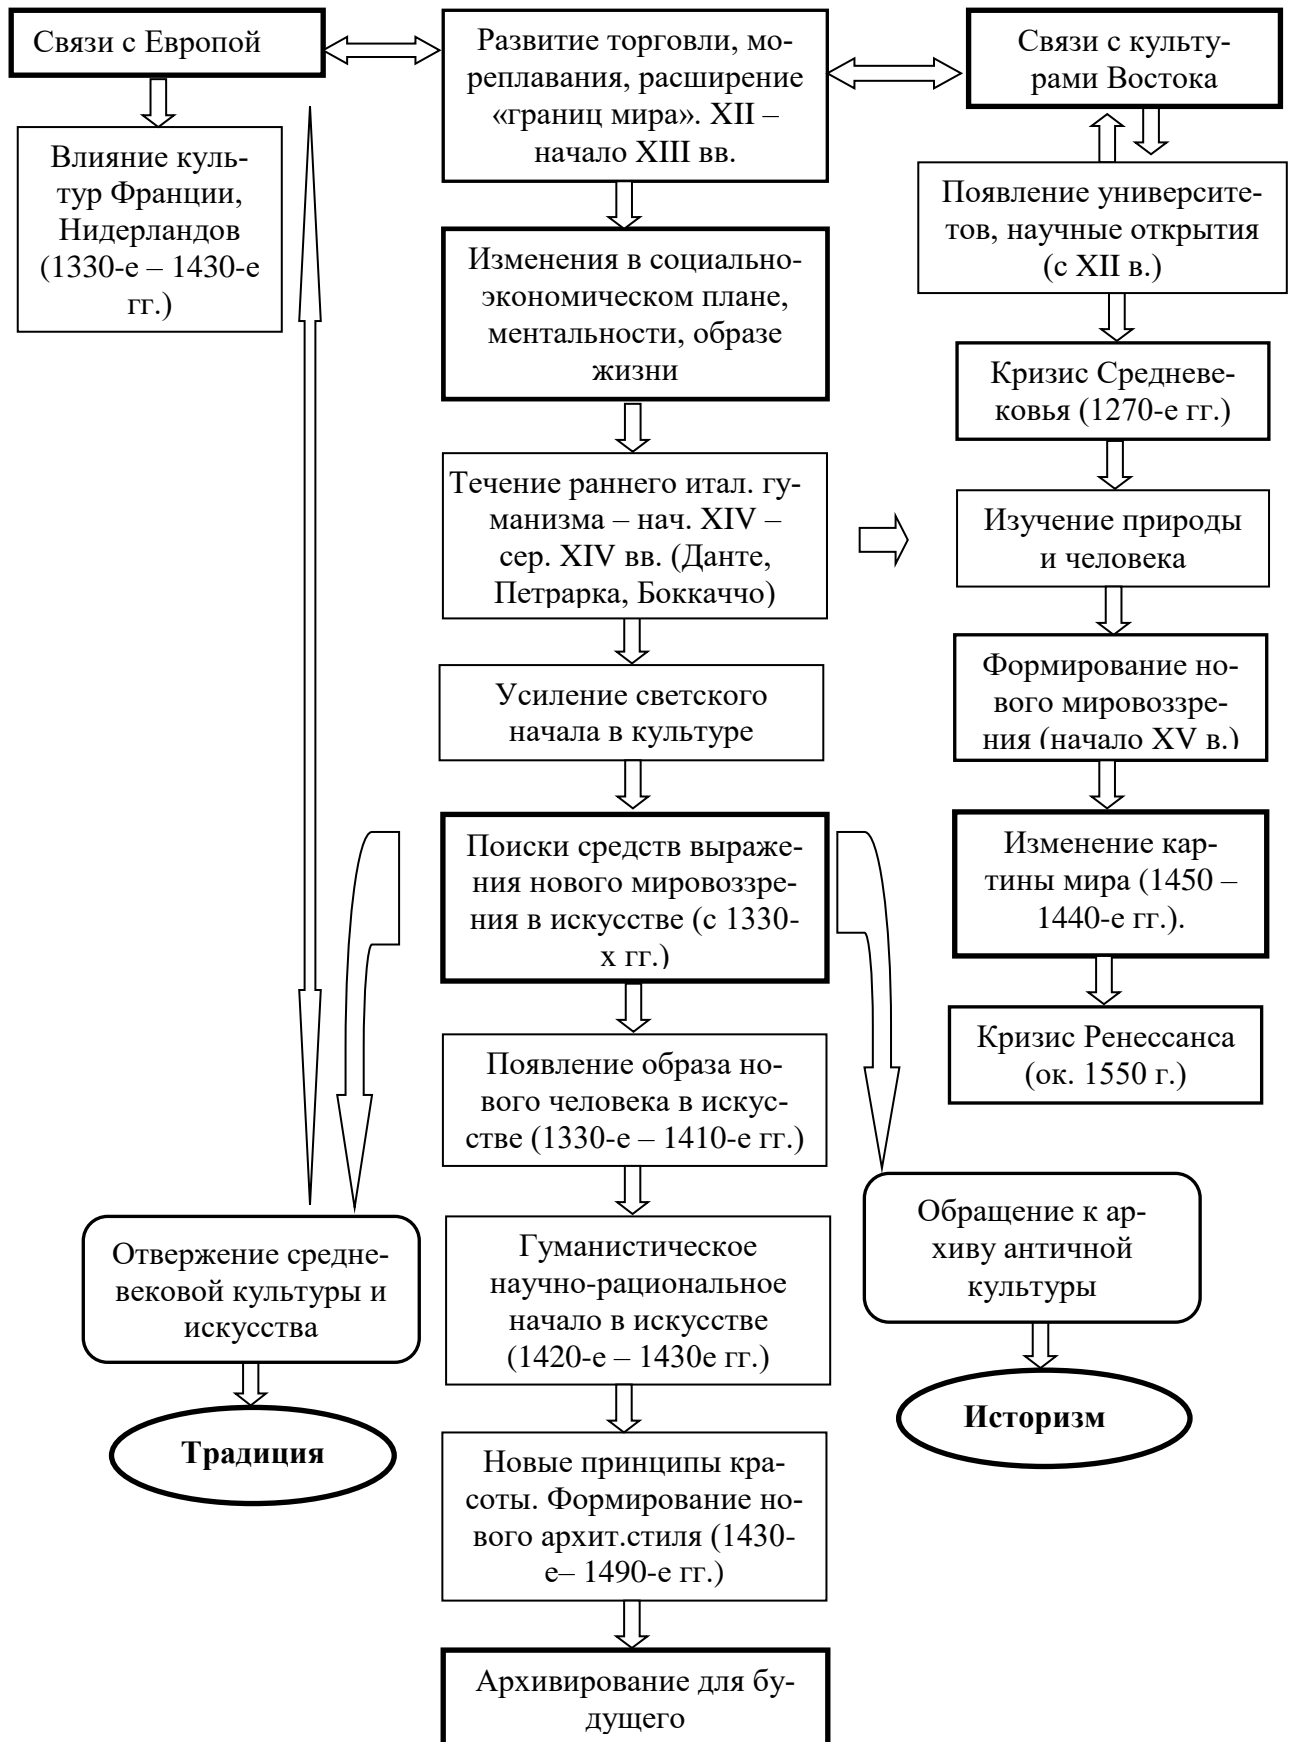 Связи с Европой
Развитие торговли, мо-
реплавания, расширение
«границ мира». XII –
начало XIII вв.
Связи с культу-
рами Востока
Влияние куль-
тур Франции,
Нидерландов
(1330-е – 1430-е
гг.)
Появление университе-
тов, научные открытия
(с XII в.)
Изменения в социально-
экономическом плане,
ментальности, образе
жизни
Кризис Средневе-
ковья (1270-е гг.)
Течение раннего итал. гу-
манизма – нач. XIV –
сер. XIV вв. (Данте,
Петрарка, Боккаччо)
Изучение природы
и человека
Усиление светского
начала в культуре
Формирование но-
вого мировоззре-
ния (начало XV в.)
Поиски средств выраже-
ния нового мировоззре-
ния в искусстве (с 1330-
х гг.)
Изменение кар-
тины мира (1450 –
1440-е гг.).
Появление образа но-
вого человека в искус-
стве (1330-е – 1410-е гг.)
Кризис Ренессанса
(ок. 1550 г.)
Отвержение средне-
вековой культуры и
искусства
Гуманистическое
научно-рациональное
начало в искусстве
(1420-е – 1430е гг.)
Обращение к ар-
хиву античной
культуры
Традиция
Новые принципы кра-
соты. Формирование но-
вого архит.стиля (1430-
е– 1490-е гг.)
Историзм
Архивирование для бу-
дущего